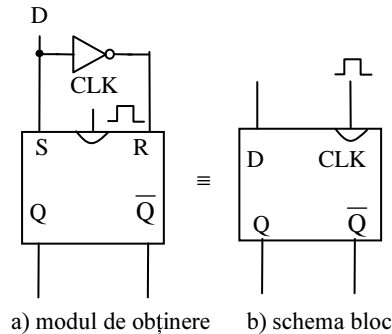 D
CLK
S R
D CLK
Q Q̅
≡
Q Q̅
a) modul de obținere b) schema bloc